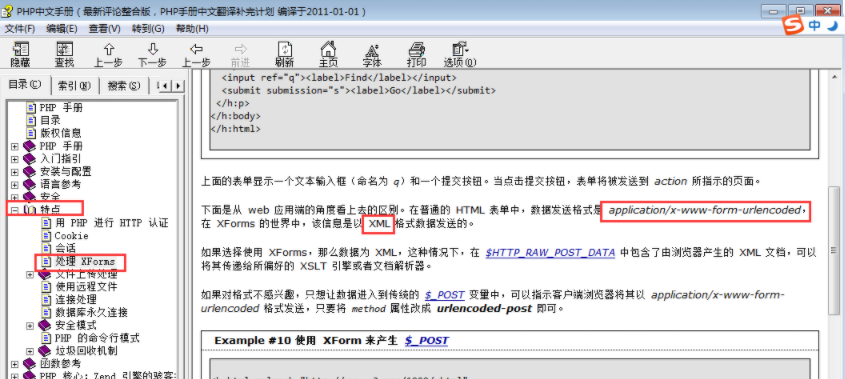 PHP中文手册（最新评论整合版，PHP手册中文翻译补完计划 编译于2011-01-01）
中
文件(F) 编辑(E) 查看(V) 转到(G) 帮助(H)
隐藏 查找 上一步 下一步 上一步 前进 刷新 主页 字体 打印 选项(O)
目录(C) 索引(N) 搜索(S)
PHP 手册
目录
版权信息
PHP 手册
入门指引
安装与配置
语言参考
安全
特点
用 PHP 进行 HTTP 认证
Cookie
会话
处理 XForms
文件上传处理
使用远程文件
连接处理
数据库永久连接
安全模式
PHP 的命令行模式
垃圾回收机制
函数参考
PHP 核心：Zend 引擎的骇客
<input ref="q"><label>Find</label></input>
<submit submission="s"><label>Go</label></submit>
</h:p>
</h:body>
</h:html>
上面的表单显示一个文本输入框（命名为 q）和一个提交按钮。当点击提交按钮，表单将被发送到 action 所指示的页面。
下面是从 web 应用端的角度看上去的区别。在普通的 HTML 表单中，数据发送格式是 application/x-www-form-urlencoded，
在 XForms 的世界中，该信息是以 XML 格式数据发送的。
如果选择使用 XForms，那么数据为 XML，这种情况下，在 $HTTP_RAW_POST_DATA 中包含了由浏览器产生的 XML 文档，可以
将其传递给所偏好的 XSLT 引擎或者文档解析器。
如果对格式不感兴趣，只想让数据进入到传统的 $_POST 变量中，可以指示客户端浏览器将其以 application/x-www-form-
urlencoded 格式发送，只要将 method 属性改成 urlencoded-post 即可。
Example #10 使用 XForm 来产生 $_POST